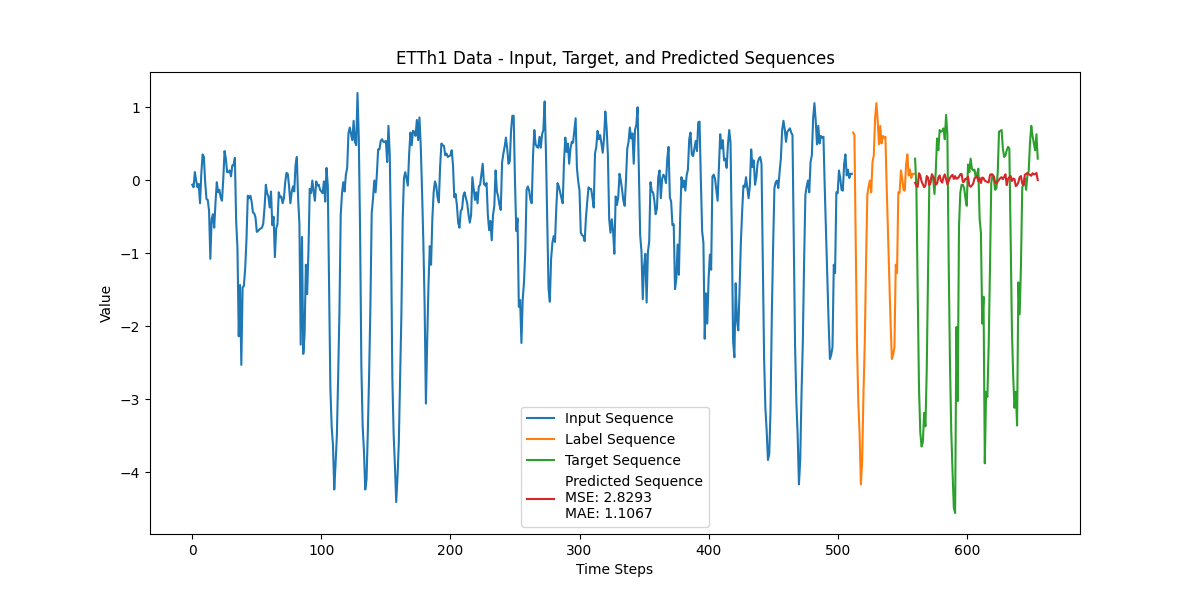 ETTh1 Data - Input, Target, and Predicted Sequences
1
0
−1
−2
−3
−4
Value
0
100
200
300
400
500
600
Time Steps
Input Sequence
Label Sequence
Target Sequence
Predicted Sequence
MSE: 2.8293
MAE: 1.1067